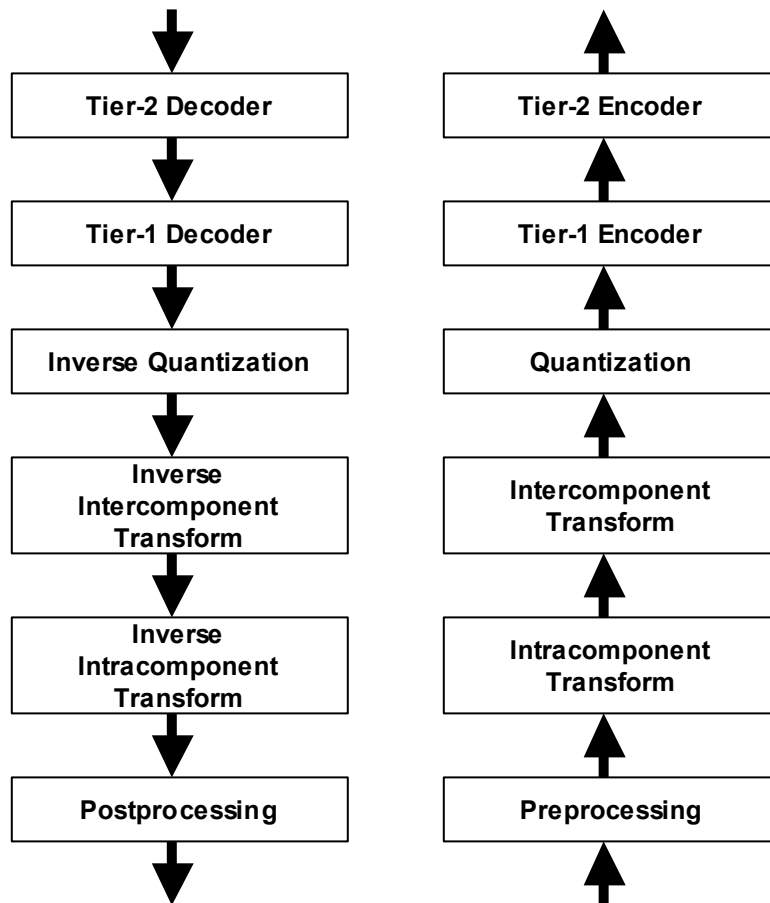 Tier-2 Decoder
Tier-1 Decoder
Inverse Quantization
Inverse
Intercomponent
Transform
Inverse
Intracomponent
Transform
Postprocessing
Tier-2 Encoder
Tier-1 Encoder
Quantization
Intercomponent
Transform
Intracomponent
Transform
Preprocessing